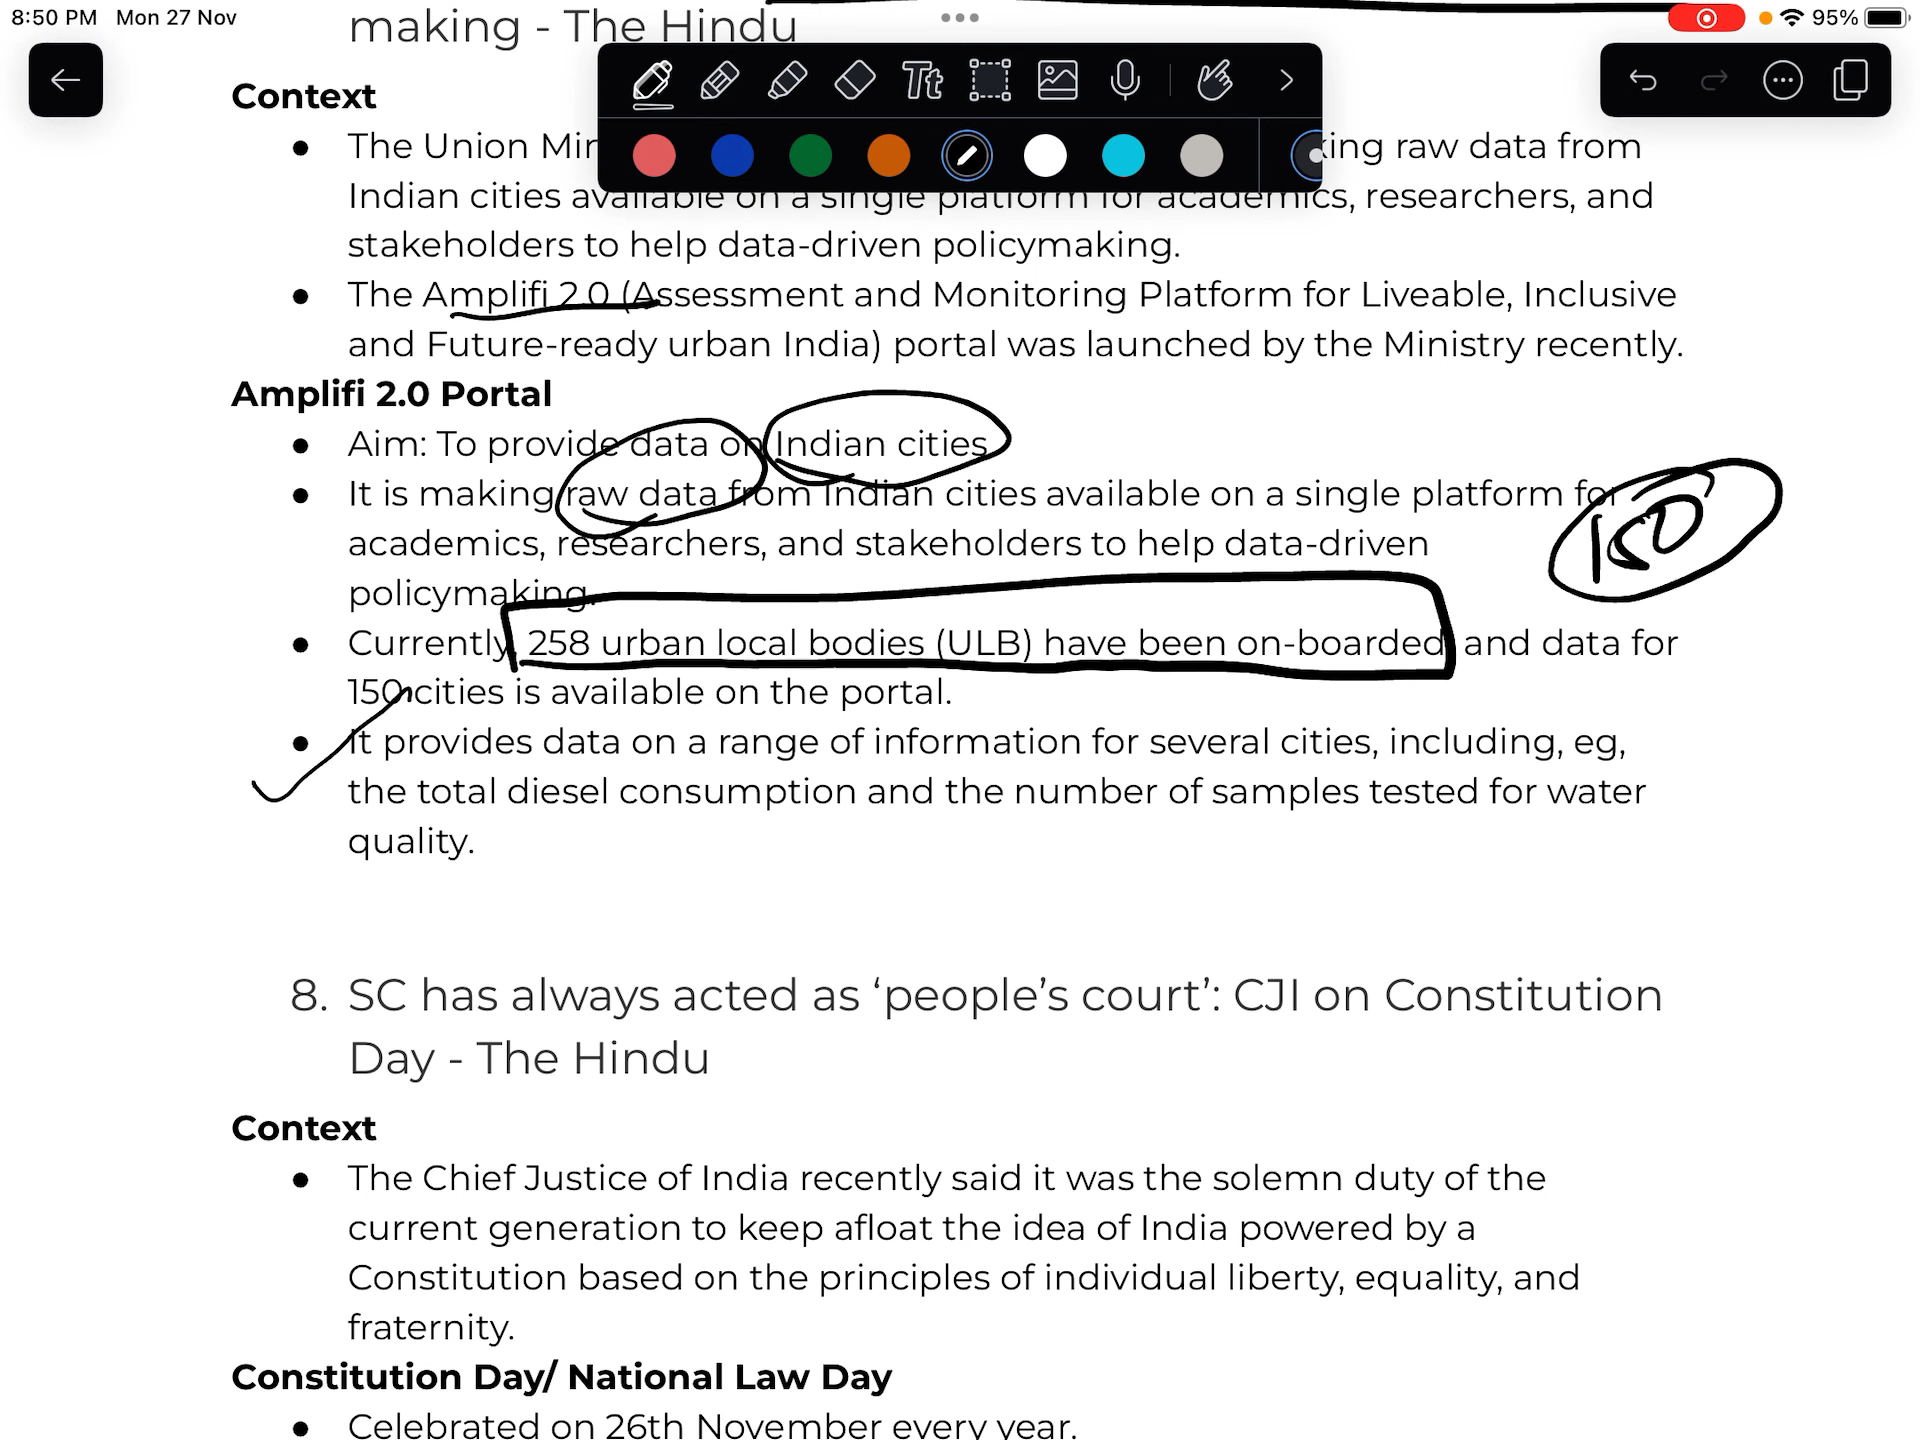 8:50 PM Mon 27 Nov
95%
making - The Hindu
Tt
Context
● The Union king raw data from
Indian cities available on a single platform for academics, researchers, and
stakeholders to help data-driven policymaking.
● The Amplifi 2.0 (Assessment and Monitoring Platform for Liveable, Inclusive
and Future-ready urban India) portal was launched by the Ministry recently.
Amplifi 2.0 Portal
● Aim: To provide data on Indian cities
● It is making raw data from Indian cities available on a single platform for
150
academics, researchers, and stakeholders to help data-driven
policymaking.
● Currently, 258 urban local bodies (ULB) have been on-boarded, and data for
150 cities is available on the portal.
● It provides data on a range of information for several cities, including, eg,
the total diesel consumption and the number of samples tested for water
quality.
8. SC has always acted as ‘people’s court’: CJI on Constitution
Day - The Hindu
Context
● The Chief Justice of India recently said it was the solemn duty of the
current generation to keep afloat the idea of India powered by a
Constitution based on the principles of individual liberty, equality, and
fraternity.
Constitution Day/ National Law Day
● Celebrated on 26th November every year.